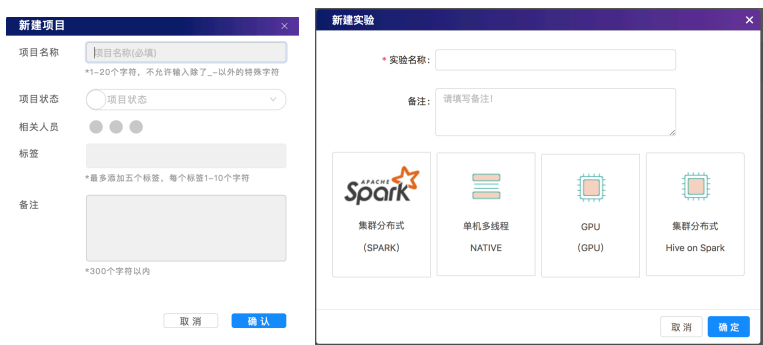 新建项目
项目名称
项目名称(必填)
*1-20个字符，不允许输入除了_-以外的特殊字符
项目状态
项目状态
相关人员
标签
*最多添加五个标签，每个标签1-10个字符
备注
*300个字符以内
取消
确认
新建实验
* 实验名称:
备注:
请填写备注!
APACHE
Spark
集群分布式
(SPARK)
单机多线程
NATIVE
GPU
(GPU)
集群分布式
Hive on Spark
取消
确定